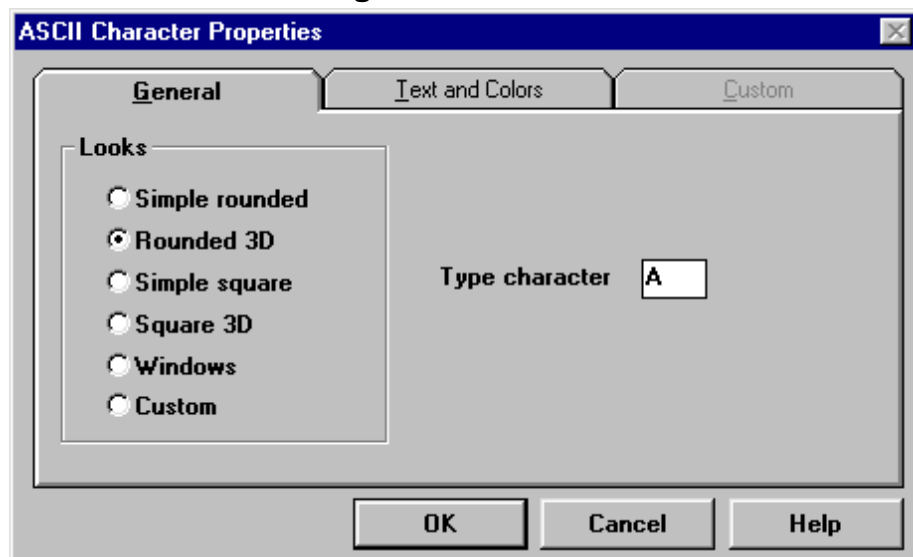 ASCII Character Properties
General Text and Colors Custom
Looks
Simple rounded
Rounded 3D
Simple square
Square 3D
Windows
Custom
Type character A
OK Cancel Help